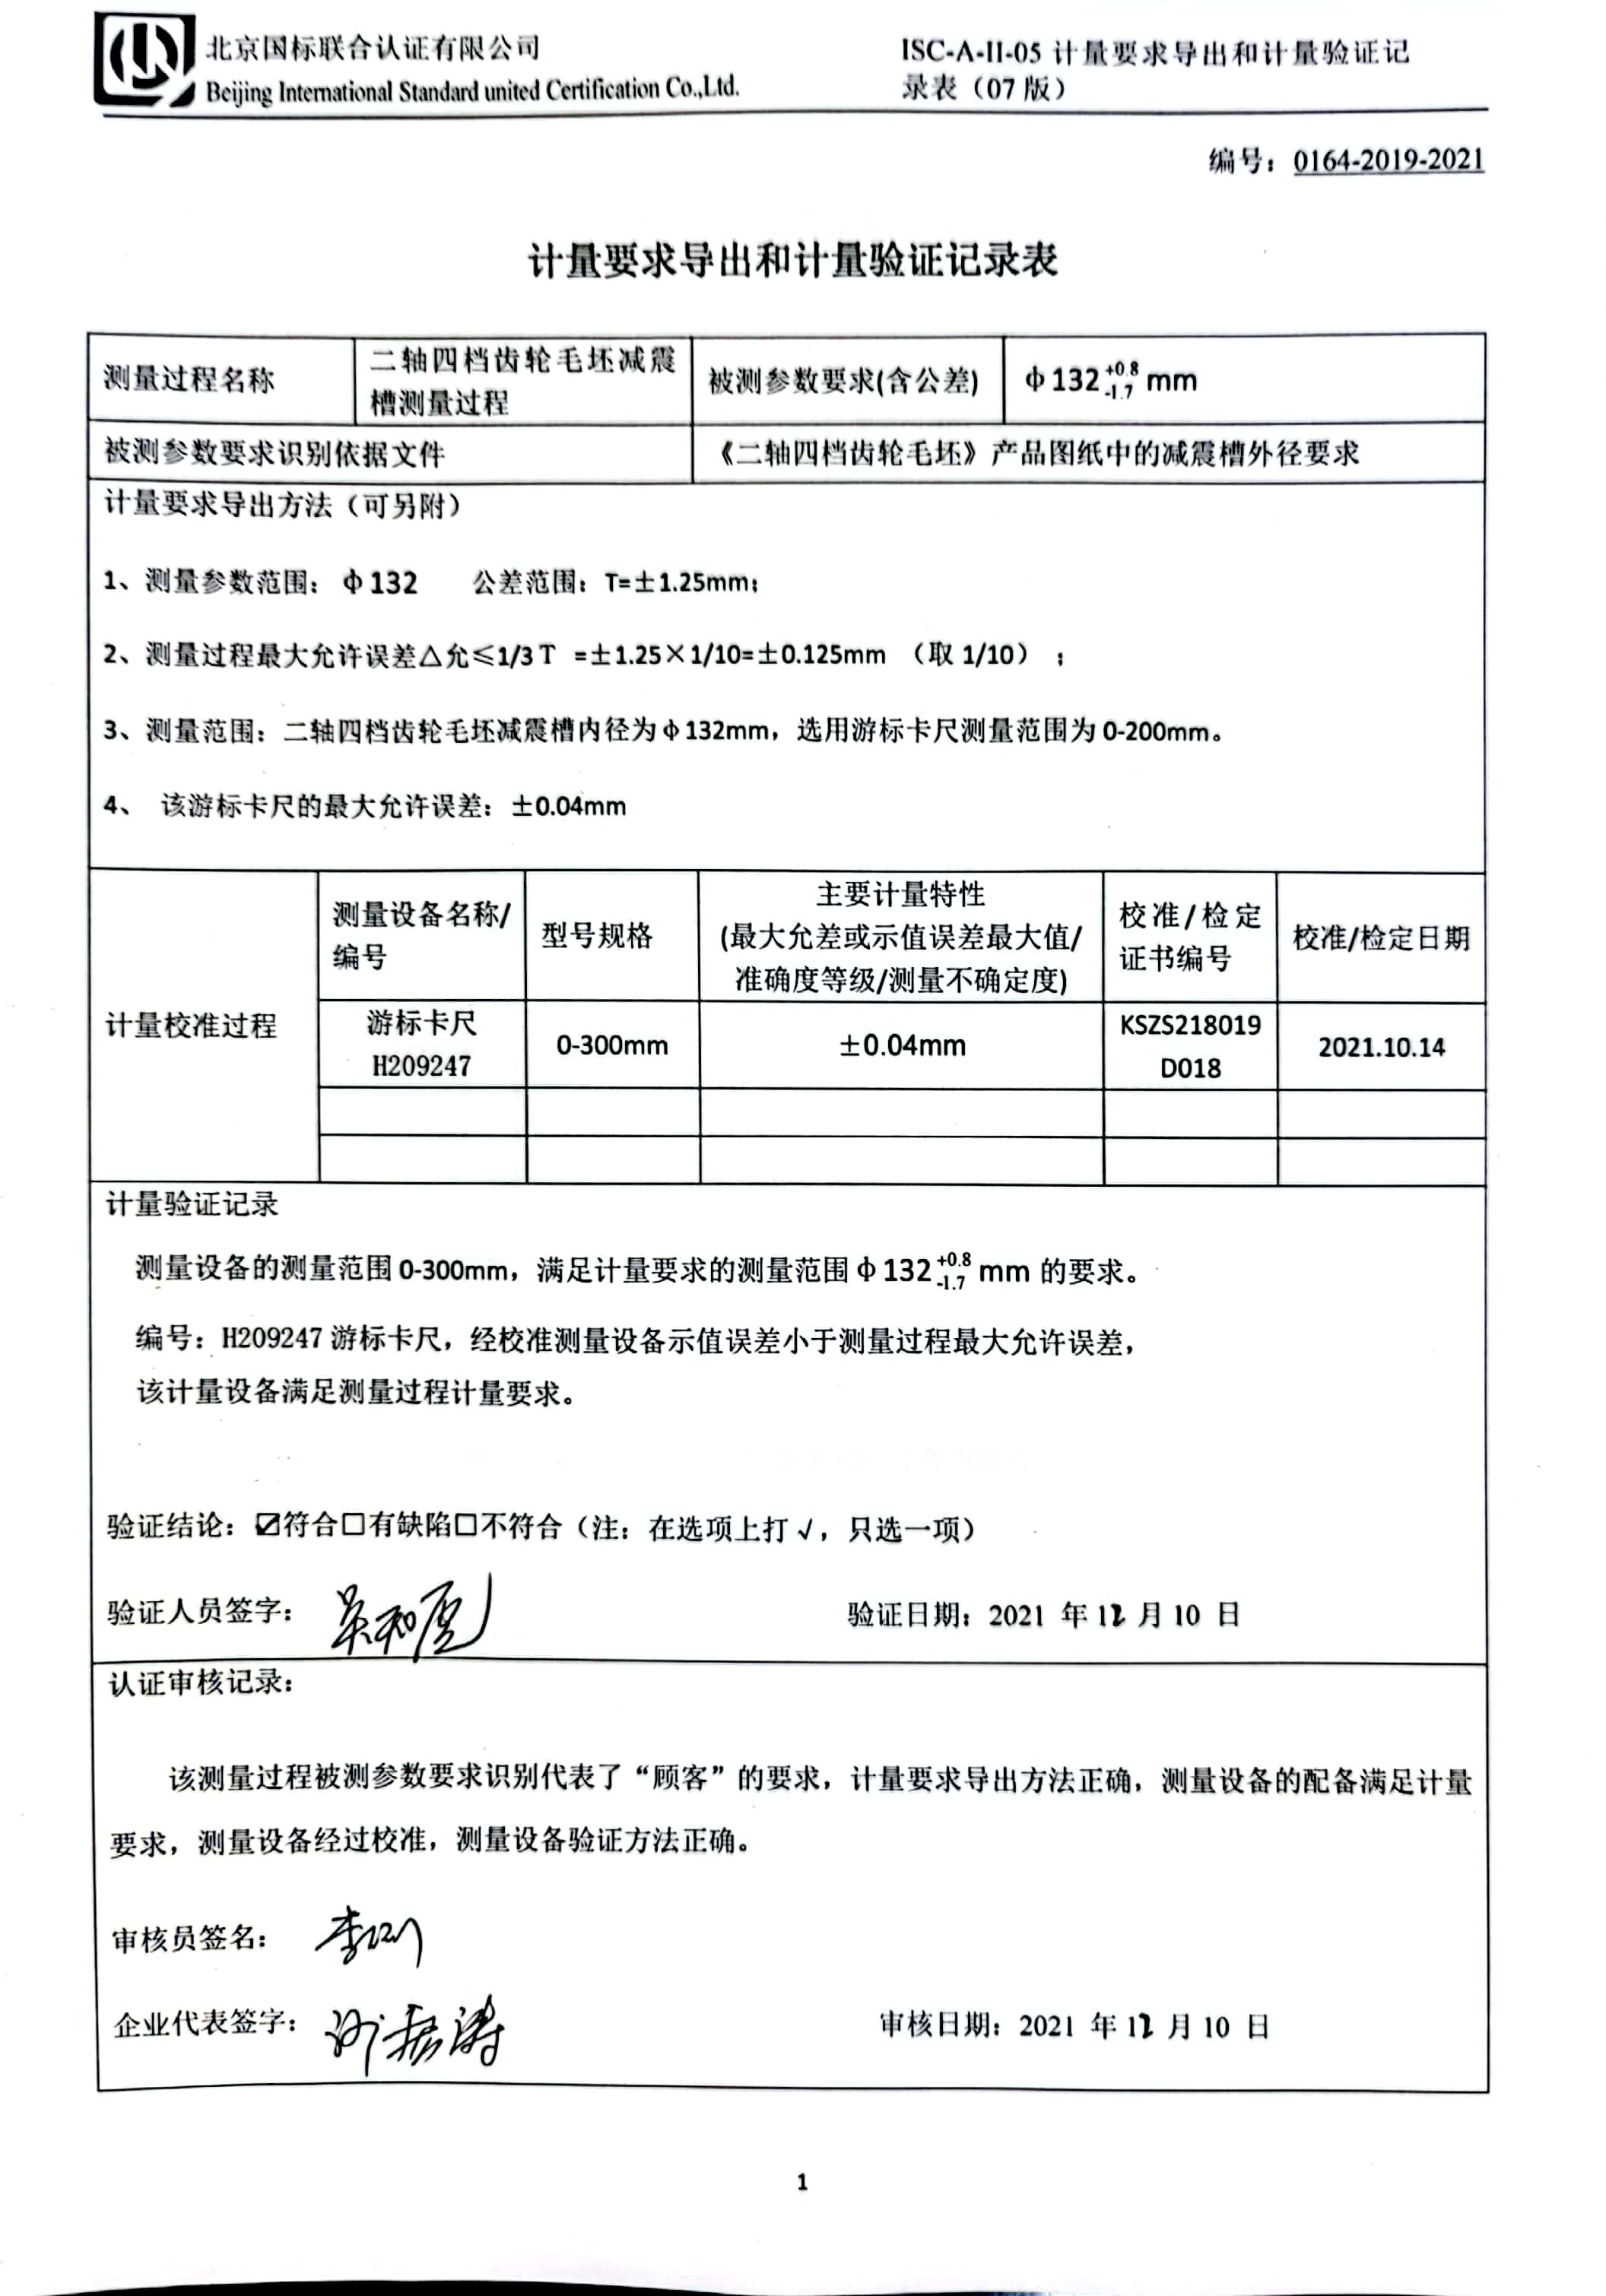 北京国标联合认证有限公司
Beijing International Standard united Certification Co.,Ltd.
ISC-A-II-05 计量要求导出和计量验证记
录表（07 版）
编号：0164-2019-2021
计量要求导出和计量验证记录表
测量过程名称
二轴四档齿轮毛坯减震
槽测量过程
被测参数要求(含公差)
ф132 +0.8 -1.7 mm
被测参数要求识别依据文件
《二轴四档齿轮毛坯》产品图纸中的减震槽外径要求
计量要求导出方法（可另附）
1、测量参数范围：ф132 公差范围：T=±1.25mm；
2、测量过程最大允许误差△允≤1/3T =±1.25×1/10=±0.125mm （取 1/10）；
3、测量范围：二轴四档齿轮毛坯减震槽内径为ф132mm，选用游标卡尺测量范围为 0-200mm。
4、 该游标卡尺的最大允许误差：±0.04mm
计量校准过程
测量设备名称/
编号
型号规格
主要计量特性
(最大允差或示值误差最大值/
准确度等级/测量不确定度)
校准/检定
证书编号
校准/检定日期
游标卡尺
H209247
0-300mm
±0.04mm
KSZS218019
D018
2021.10.14
计量验证记录
测量设备的测量范围 0-300mm，满足计量要求的测量范围ф132 +0.8 -1.7 mm 的要求。
编号：H209247 游标卡尺，经校准测量设备示值误差小于测量过程最大允许误差，
该计量设备满足测量过程计量要求。
验证结论：☑符合□有缺陷□不符合（注：在选项上打√，只选一项）
验证人员签字：
验证日期：2021 年 12 月 10 日
认证审核记录：
该测量过程被测参数要求识别代表了“顾客”的要求，计量要求导出方法正确，测量设备的配备满足计量
要求，测量设备经过校准，测量设备验证方法正确。
审核员签名：
企业代表签字：
审核日期：2021 年 12 月 10 日
1